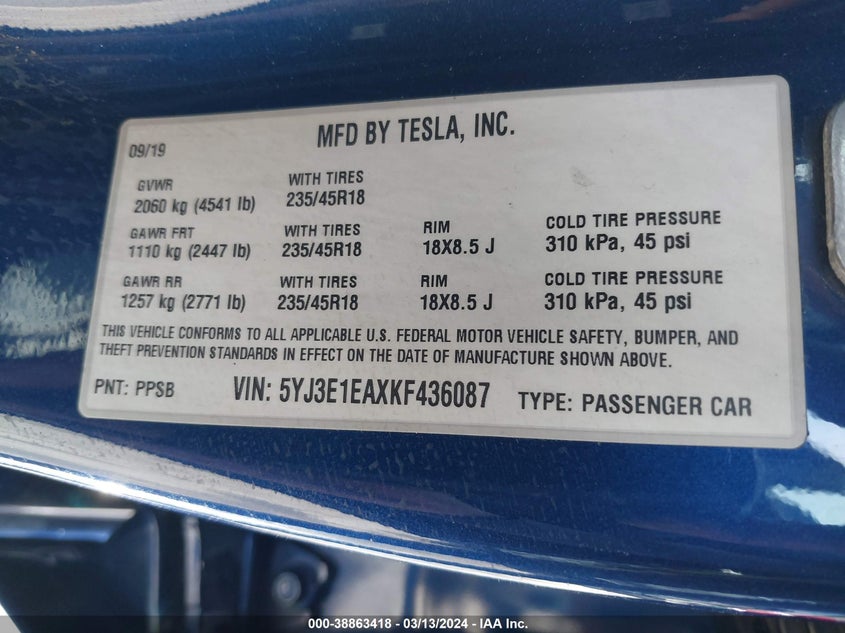 MFD BY TESLA, INC.
09/19
GVWR WITH TIRES
2060 kg (4541 lb) 235/45R18
GAWR FRT WITH TIRES RIM COLD TIRE PRESSURE
1110 kg (2447 lb) 235/45R18 18X8.5 J 310 kPa, 45 psi
GAWR RR WITH TIRES RIM COLD TIRE PRESSURE
1257 kg (2771 lb) 235/45R18 18X8.5 J 310 kPa, 45 psi
THIS VEHICLE CONFORMS TO ALL APPLICABLE U.S. FEDERAL MOTOR VEHICLE SAFETY, BUMPER, AND
THEFT PREVENTION STANDARDS IN EFFECT ON THE DATE OF MANUFACTURE SHOWN ABOVE.
PNT: PPSB VIN: 5YJ3E1EAXKF436087 TYPE: PASSENGER CAR
000-38863418 - 03/13/2024 - IAA Inc.